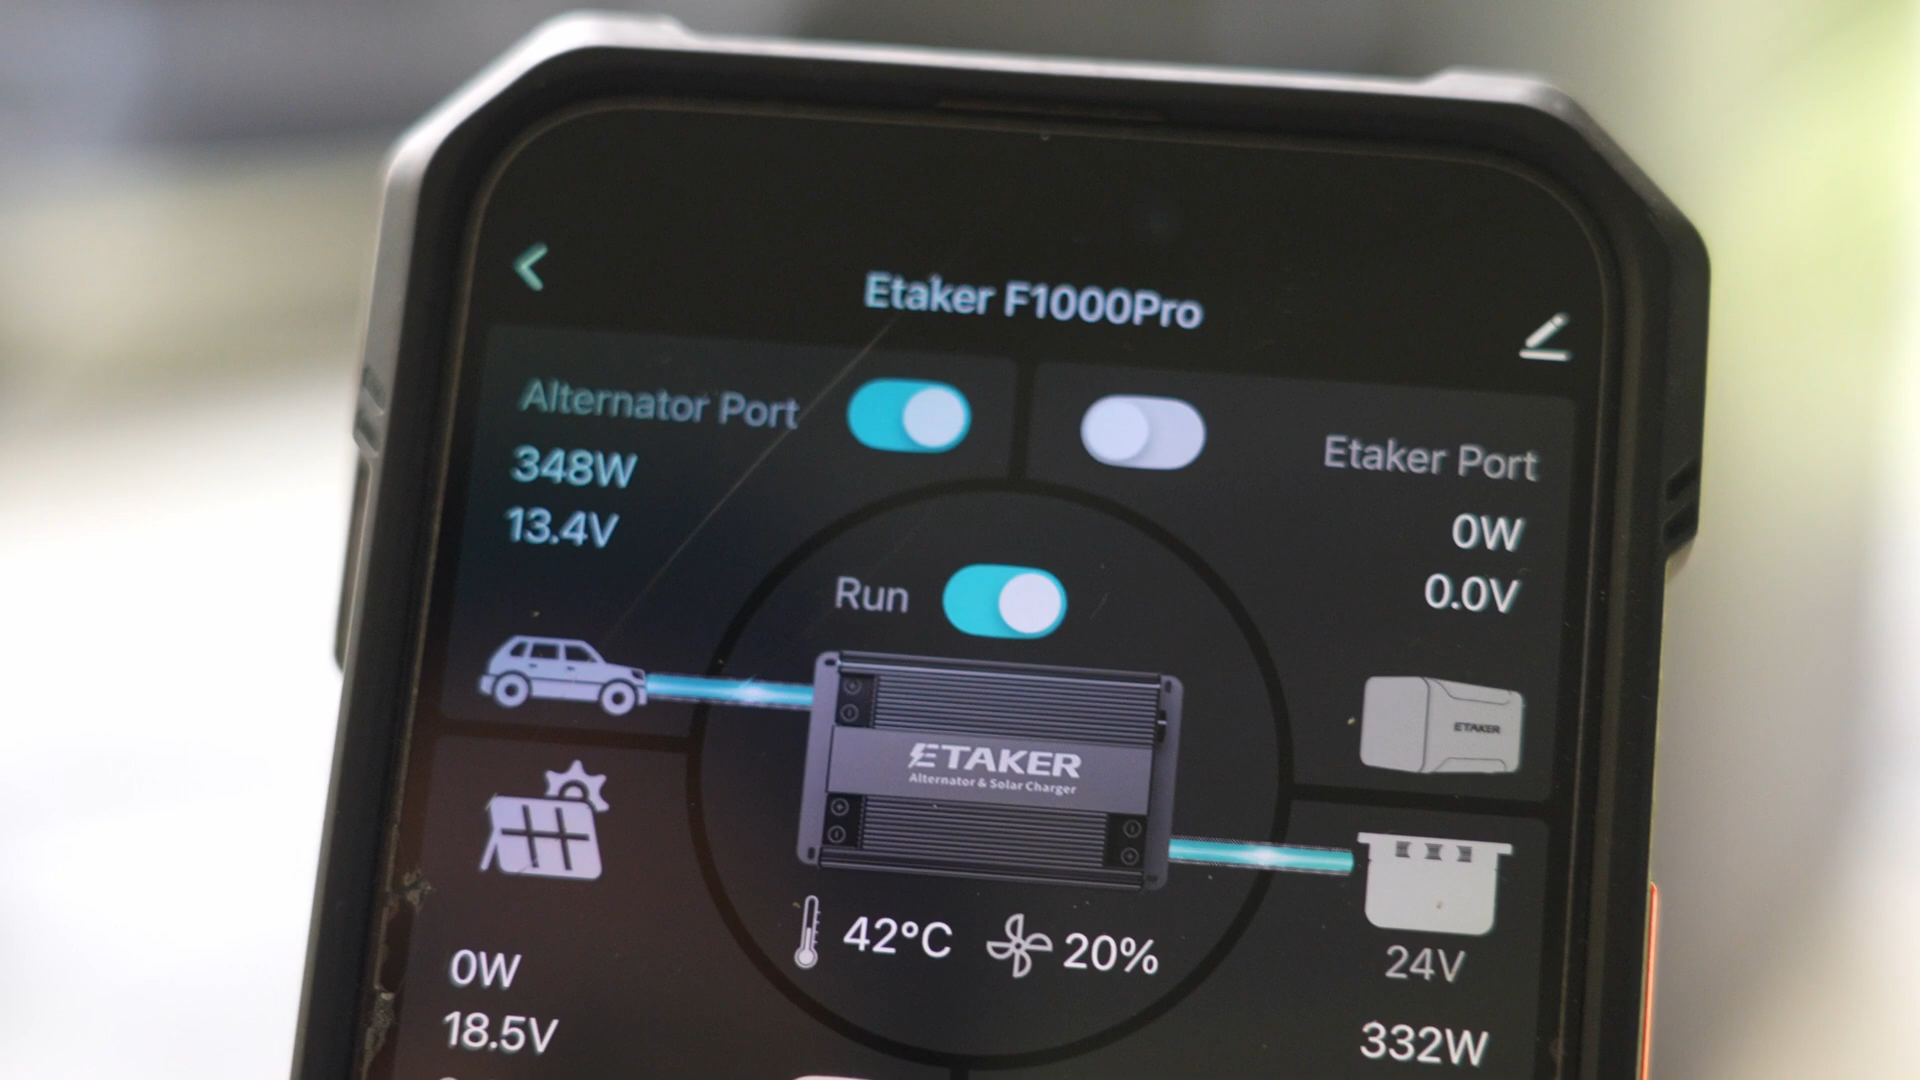 Etaker F1000Pro
Alternator Port
348W
13.4V
Etaker Port
0W
0.0V
Run
ETAKER
Alternator & Solar Charger
ETAKER
42°C
20%
24V
0W
18.5V
332W